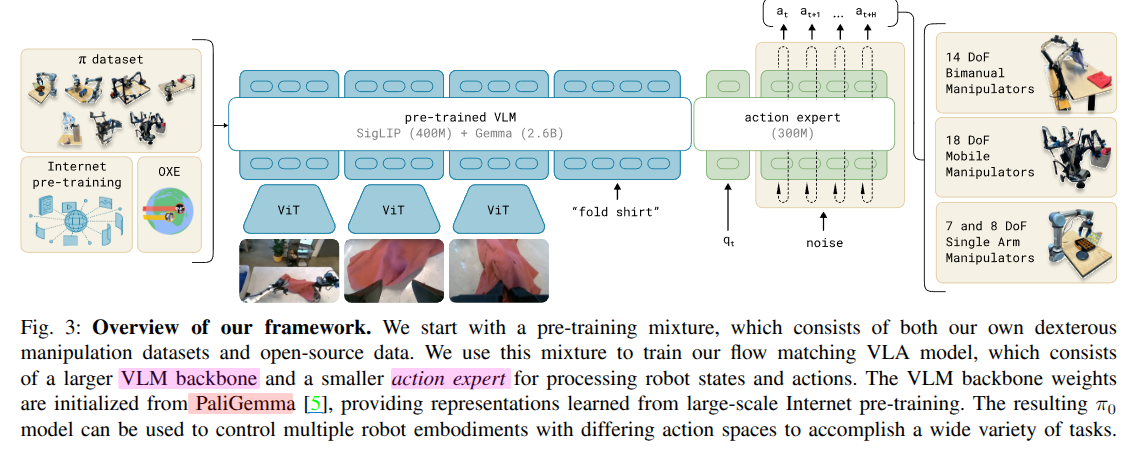 π dataset
Internet
pre-training
OXE
pre-trained VLM
SigLIP (400M) + Gemma (2.6B)
ViT
ViT
ViT
"fold shirt"
action expert
(300M)
qt
noise
at at+1 ... at+H
14 DoF
Bimanual
Manipulators
18 DoF
Mobile
Manipulators
7 and 8 DoF
Single Arm
Manipulators
Fig. 3: Overview of our framework. We start with a pre-training mixture, which consists of both our own dexterous
manipulation datasets and open-source data. We use this mixture to train our flow matching VLA model, which consists
of a larger VLM backbone and a smaller action expert for processing robot states and actions. The VLM backbone weights
are initialized from PaliGemma [5], providing representations learned from large-scale Internet pre-training. The resulting π0
model can be used to control multiple robot embodiments with differing action spaces to accomplish a wide variety of tasks.